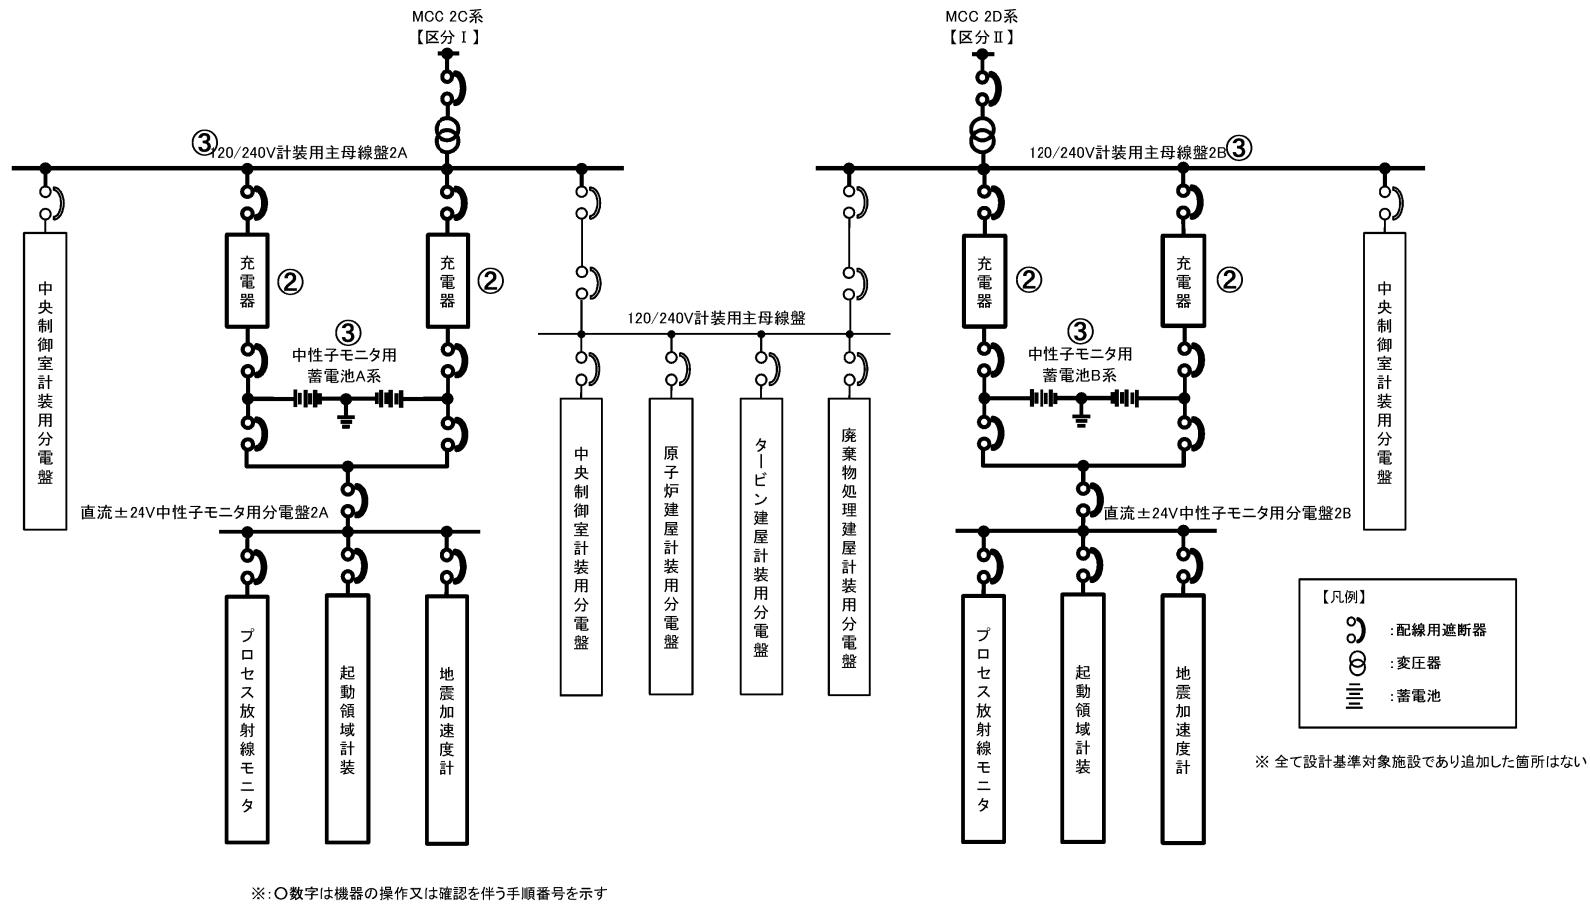 MCC 2C系
【区分Ⅰ】
MCC 2D系
【区分Ⅱ】
③
120/240V計装用主母線盤2A
120/240V計装用主母線盤2B
③
中央制御室計装用分電盤
充電器
②
充電器
②
充電器
②
充電器
②
中央制御室計装用分電盤
③
中性子モニタ用
蓄電池A系
120/240V計装用主母線盤
③
中性子モニタ用
蓄電池B系
中央制御室計装用分電盤
原子炉建屋計装用分電盤
タービン建屋計装用分電盤
廃棄物処理建屋計装用分電盤
直流±24V中性子モニタ用分電盤2A
直流±24V中性子モニタ用分電盤2B
プロセス放射線モニタ
起動領域計装
地震加速度計
プロセス放射線モニタ
起動領域計装
地震加速度計
【凡例】
:配線用遮断器
:変圧器
:蓄電池
※ 全て設計基準対象施設であり追加した箇所はない
※:〇数字は機器の操作又は確認を伴う手順番号を示す